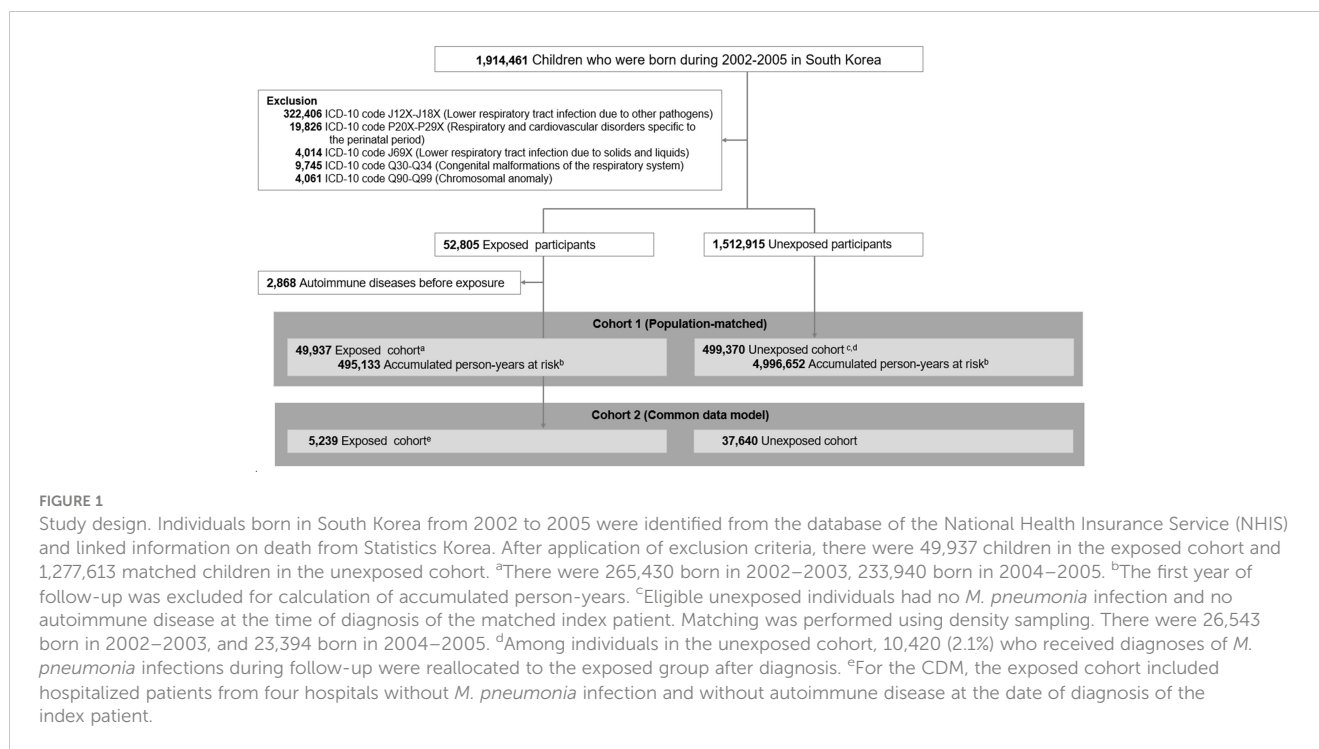 1,914,461 Children who were born during 2002-2005 in South Korea
Exclusion
322,406 ICD-10 code J12X-J18X (Lower respiratory tract infection due to other pathogens)
19,826 ICD-10 code P20X-P29X (Respiratory and cardiovascular disorders specific to
the perinatal period)
4,014 ICD-10 code J69X (Lower respiratory tract infection due to solids and liquids)
9,745 ICD-10 code Q30-Q34 (Congenital malformations of the respiratory system)
4,061 ICD-10 code Q90-Q99 (Chromosomal anomaly)
52,805 Exposed participants
1,512,915 Unexposed participants
2,868 Autoimmune diseases before exposure
Cohort 1 (Population-matched)
49,937 Exposed cohortᵃ
495,133 Accumulated person-years at riskᵇ
499,370 Unexposed cohort ᶜ,ᵈ
4,996,652 Accumulated person-years at riskᵇ
Cohort 2 (Common data model)
5,239 Exposed cohortᵉ
37,640 Unexposed cohort
FIGURE 1
Study design. Individuals born in South Korea from 2002 to 2005 were identified from the database of the National Health Insurance Service (NHIS)
and linked information on death from Statistics Korea. After application of exclusion criteria, there were 49,937 children in the exposed cohort and
1,277,613 matched children in the unexposed cohort. ᵃThere were 265,430 born in 2002–2003, 233,940 born in 2004–2005. ᵇThe first year of
follow-up was excluded for calculation of accumulated person-years. ᶜEligible unexposed individuals had no M. pneumonia infection and no
autoimmune disease at the time of diagnosis of the matched index patient. Matching was performed using density sampling. There were 26,543
born in 2002–2003, and 23,394 born in 2004–2005. ᵈAmong individuals in the unexposed cohort, 10,420 (2.1%) who received diagnoses of M.
pneumonia infections during follow-up were reallocated to the exposed group after diagnosis. ᵉFor the CDM, the exposed cohort included
hospitalized patients from four hospitals without M. pneumonia infection and without autoimmune disease at the date of diagnosis of the
index patient.